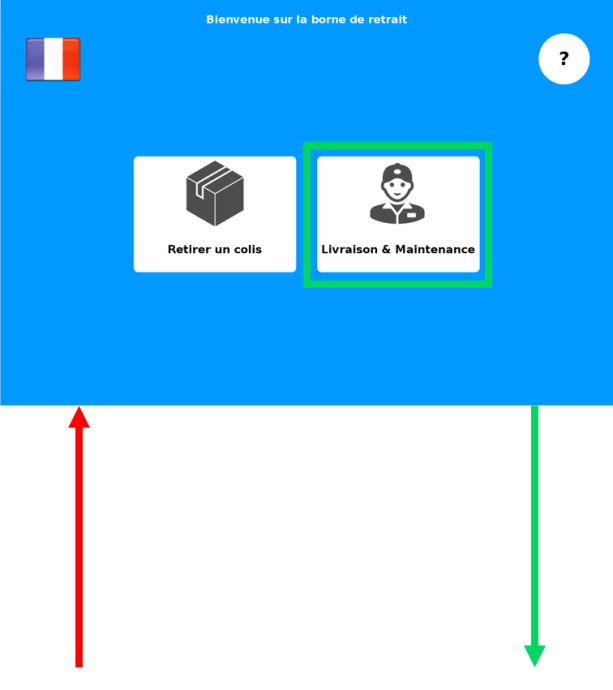 Bienvenue sur la borne de retrait
?
Retirer un colis
Livraison & Maintenance